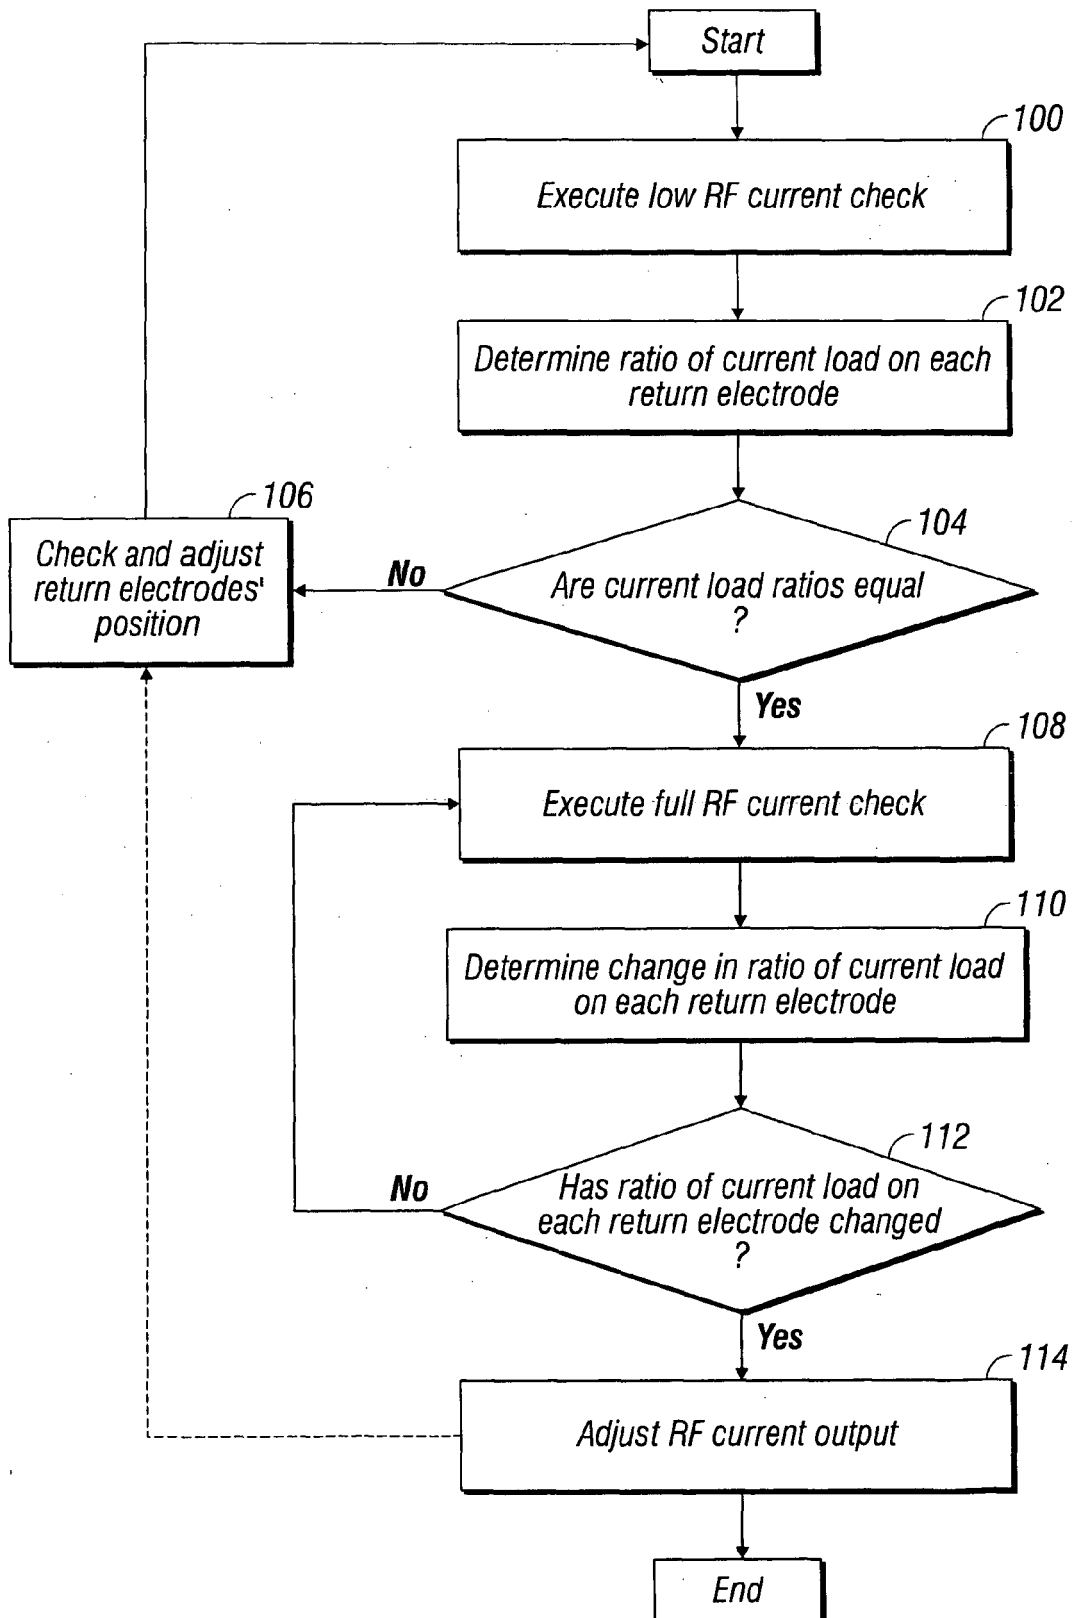 Start
100
Execute low RF current check
102
Determine ratio of current load on each
return electrode
106
Check and adjust
return electrodes'
position
104
No
Are current load ratios equal
?
Yes
108
Execute full RF current check
110
Determine change in ratio of current load
on each return electrode
112
No
Has ratio of current load on
each return electrode changed
?
Yes
114
Adjust RF current output
End